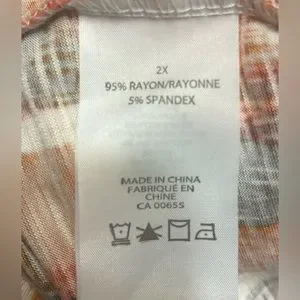 2X
95% RAYON/RAYONNE
5% SPANDEX
MADE IN CHINA
FABRIQUÉ EN
CHINE
CA 00655